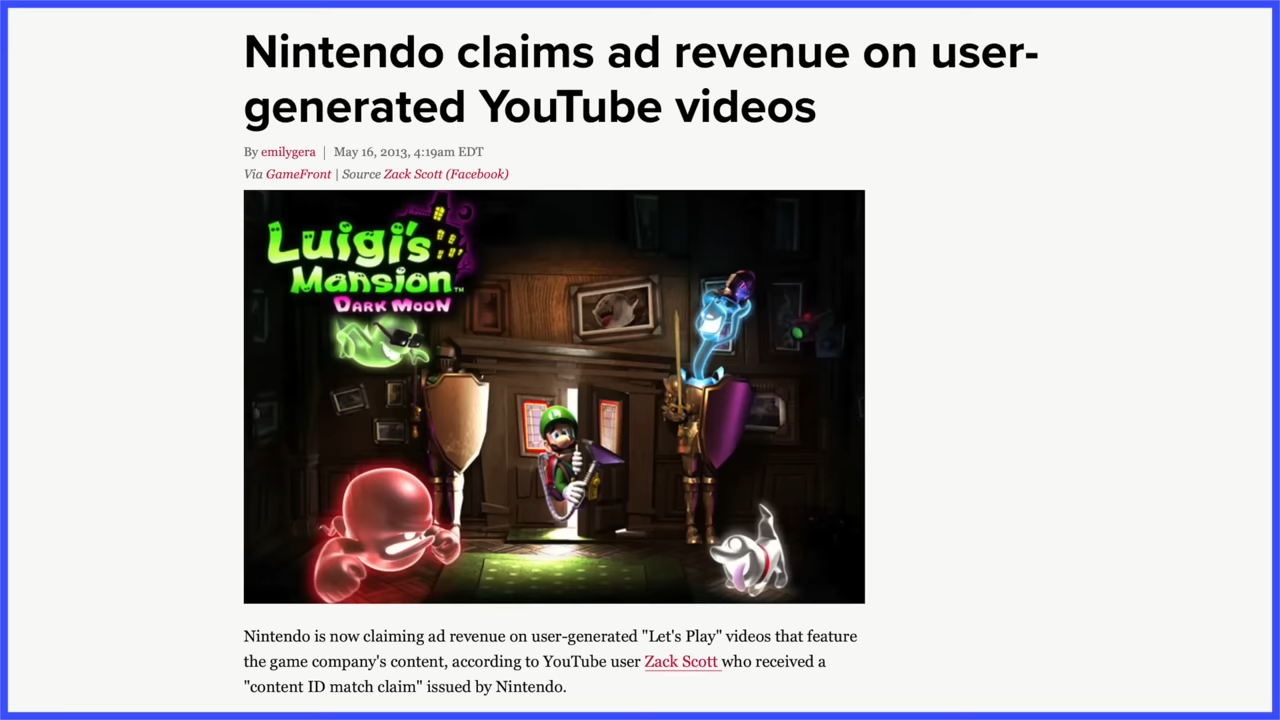 Nintendo claims ad revenue on user-
generated YouTube videos
By emilygera | May 16, 2013, 4:19am EDT
Via GameFront | Source Zack Scott (Facebook)
Luigi's
Mansion™
DARK MOON
Nintendo is now claiming ad revenue on user-generated "Let's Play" videos that feature
the game company's content, according to YouTube user Zack Scott who received a
"content ID match claim" issued by Nintendo.